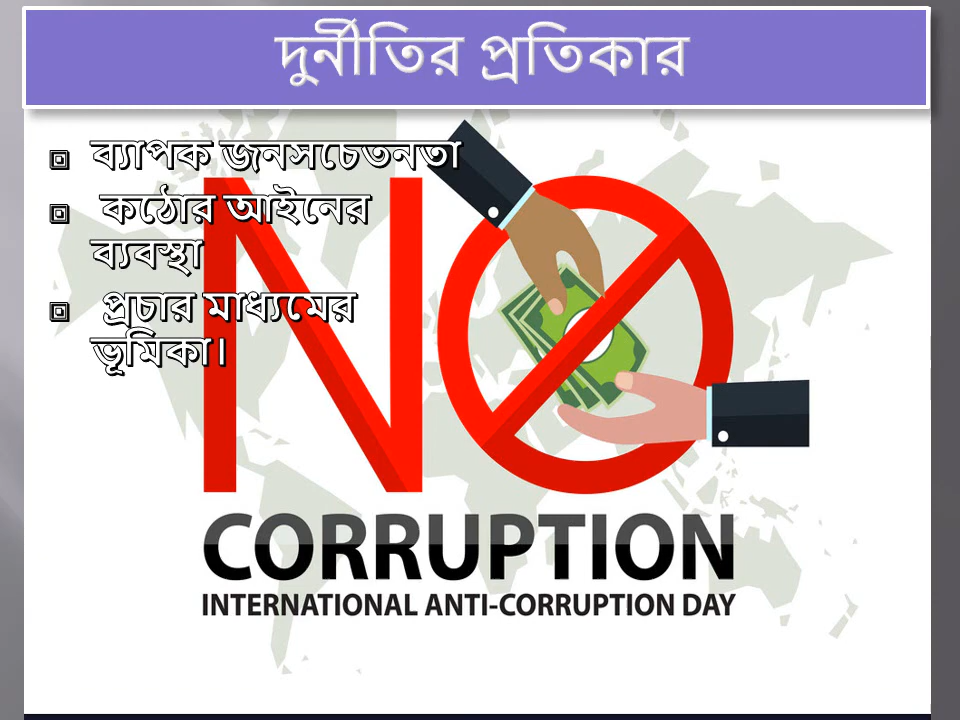 দুর্নীতির প্রতিকার
ব্যাপক জনসচেতনতা
কঠোর আইনের
ব্যবস্থা
প্রচার মাধ্যমের
ভূমিকা।
NO
CORRUPTION
INTERNATIONAL ANTI-CORRUPTION DAY